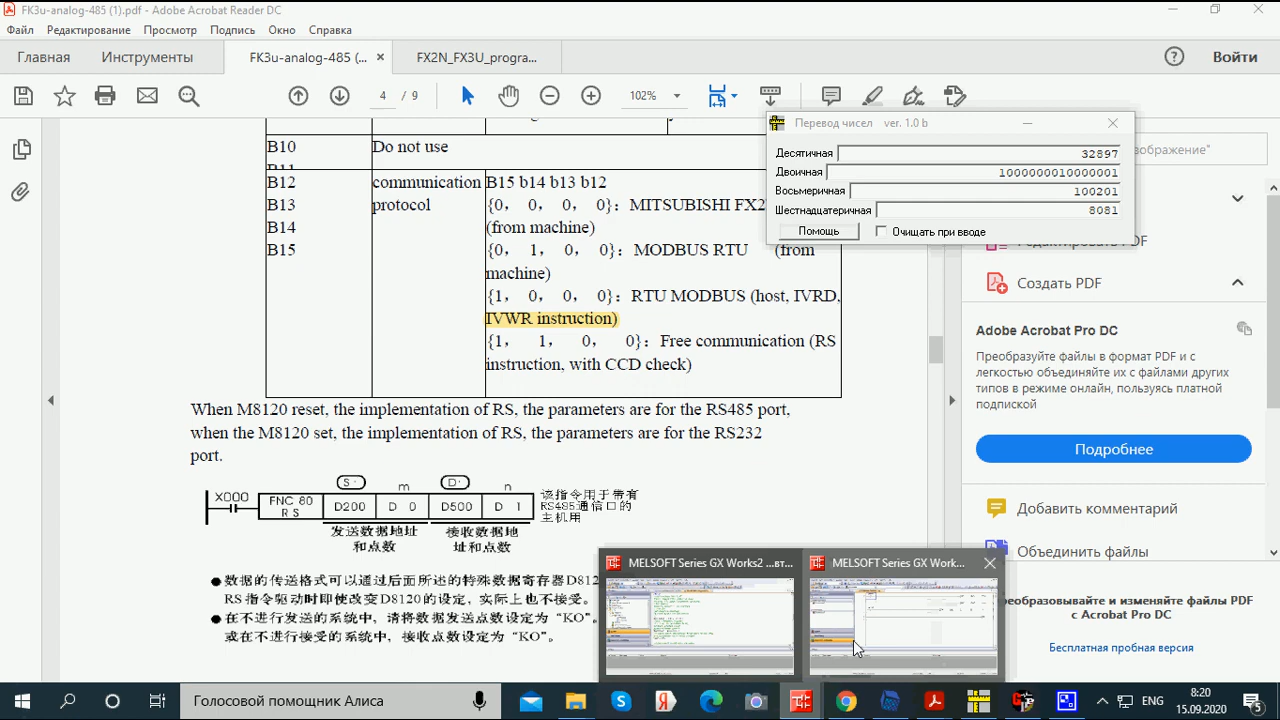 FK3u-analog-485 (1).pdf - Adobe Acrobat Reader DC
Файл Редактирование Просмотр Подпись Окно Справка
Главная Инструменты FK3u-analog-485 (... × FX2N_FX3U_progra... Войти
4 / 9 102%
B10 Do not use
B12 communication B15 b14 b13 b12
B13 protocol {0, 0, 0, 0}: MITSUBISHI FX2
B14 (from machine)
B15 {0, 1, 0, 0}: MODBUS RTU (from
machine)
{1, 0, 0, 0}: RTU MODBUS (host, IVRD,
IVWR instruction)
{1, 1, 0, 0}: Free communication (RS
instruction, with CCD check)
When M8120 reset, the implementation of RS, the parameters are for the RS485 port,
when the M8120 set, the implementation of RS, the parameters are for the RS232
port.
S· m D· n
X000 FNC 80 RS D200 D 0 D500 D 1
该指令用于带有
RS485通信口的
主机用
发送数据地址
和点数
接收数据地
址和点数
● 数据的传送格式可以通过后面所述的特殊数据寄存器D812
RS指令驱动时即使改变D8120的设定, 实际上也不接受。
● 在不进行发送的系统中, 请将数据发送点数设定为“KO”。
或在不进行接受的系统中, 接收点数设定为“KO”。
Перевод чисел ver. 1.0 b
Десятичная 32897
Двоичная 1000000010000001
Восьмеричная 100201
Шестнадцатеричная 8081
Помощь Очищать при вводе
ображение"
Редактировать PDF
Создать PDF
Adobe Acrobat Pro DC
Преобразуйте файлы в формат PDF и с
легкостью объединяйте их с файлами других
типов в режиме онлайн, пользуясь платной
подпиской
Подробнее
Добавить комментарий
Объединить файлы
реобразовывайте и изменяйте файлы PDF
с Acrobat Pro DC
Бесплатная пробная версия
MELSOFT Series GX Works2 ...вт...
MELSOFT Series GX Work...
Голосовой помощник Алиса
ENG
8:20
15.09.2020
5